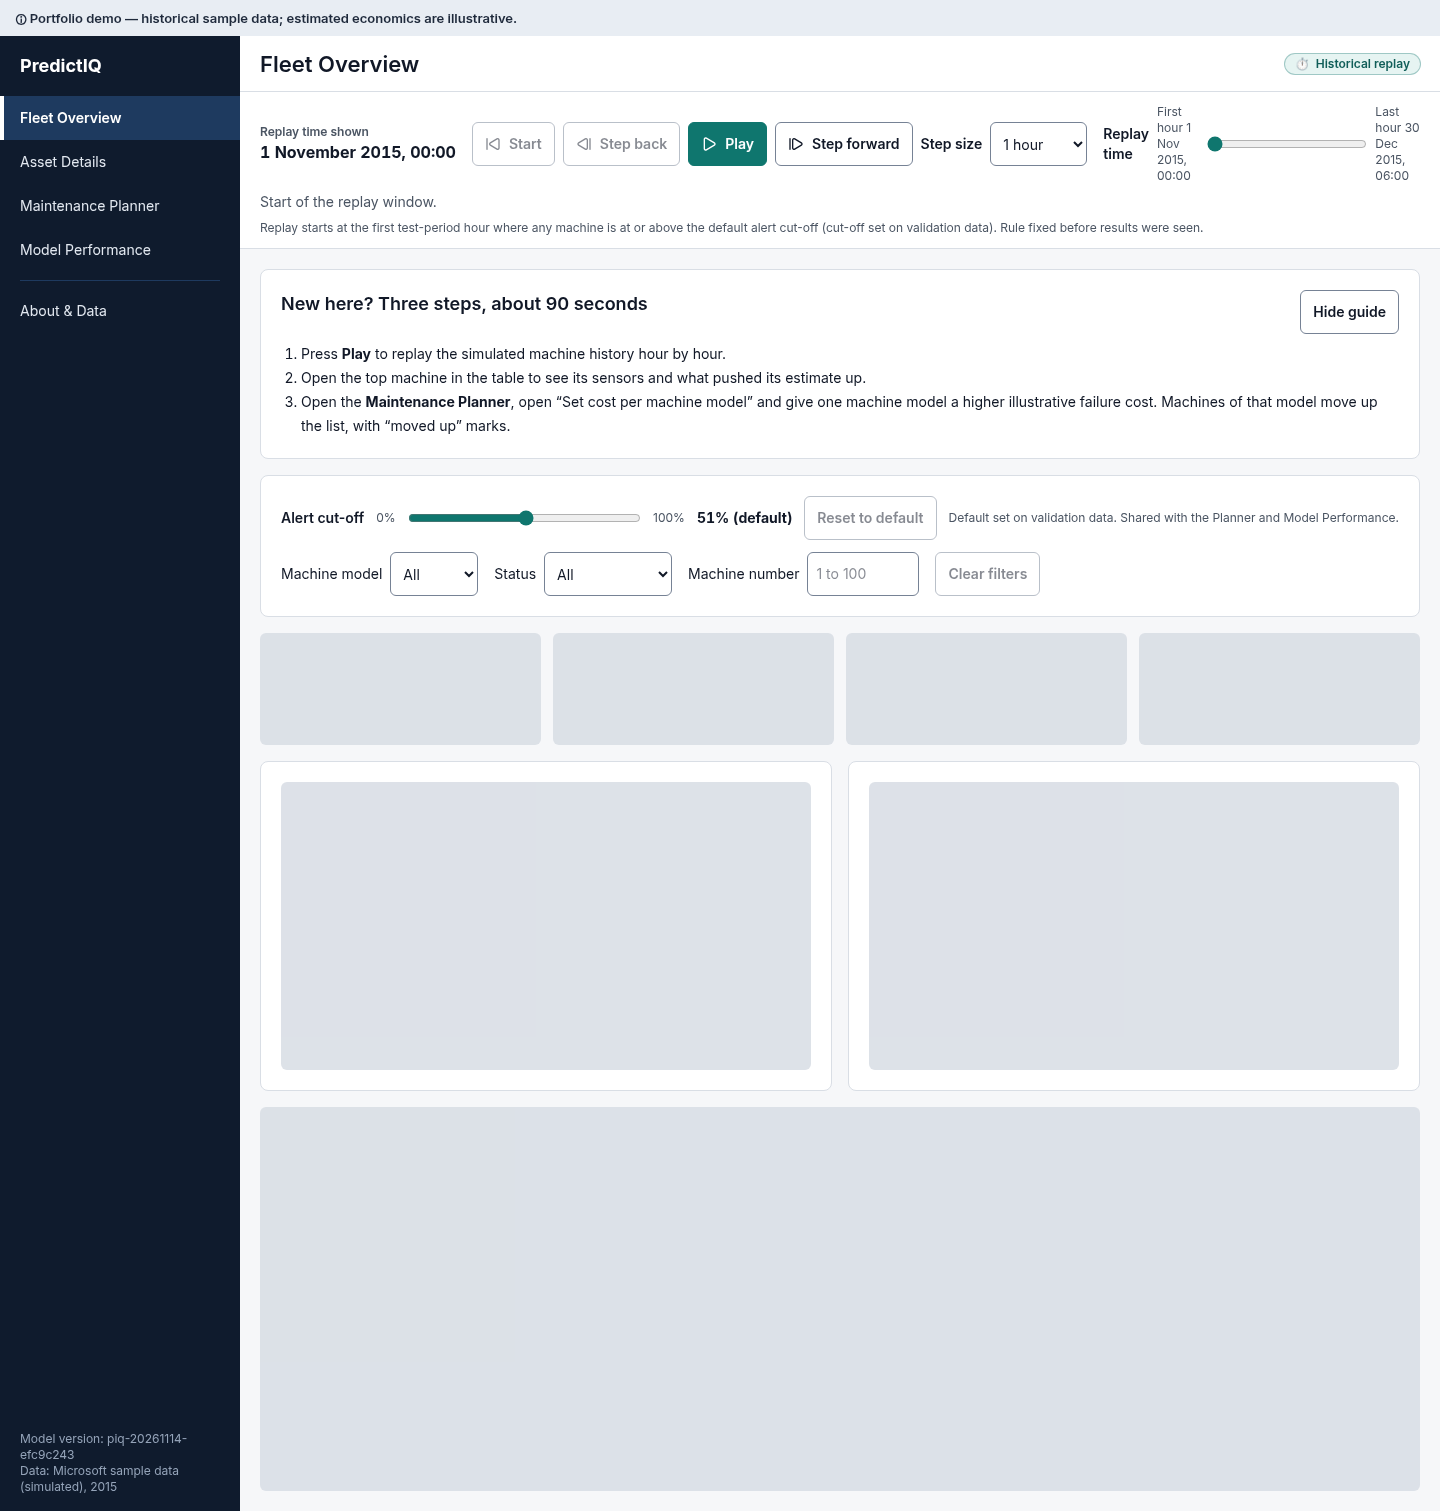 Portfolio demo — historical sample data; estimated economics are illustrative.
PredictIQ
Fleet Overview
Asset Details
Maintenance Planner
Model Performance
About & Data
Model version: piq-20261114-
efc9c243
Data: Microsoft sample data
(simulated), 2015
Fleet Overview
Historical replay
Replay time shown
1 November 2015, 00:00
Start
Step back
Play
Step forward
Step size
1 hour
Replay
time
First
hour 1
Nov
2015,
00:00
Last
hour 30
Dec
2015,
06:00
Start of the replay window.
Replay starts at the first test-period hour where any machine is at or above the default alert cut-off (cut-off set on validation data). Rule fixed before results were seen.
New here? Three steps, about 90 seconds
Hide guide
1. Press Play to replay the simulated machine history hour by hour.
2. Open the top machine in the table to see its sensors and what pushed its estimate up.
3. Open the Maintenance Planner, open “Set cost per machine model” and give one machine model a higher illustrative failure cost. Machines of that model move up
the list, with “moved up” marks.
Alert cut-off
0%
100%
51% (default)
Reset to default
Default set on validation data. Shared with the Planner and Model Performance.
Machine model
All
Status
All
Machine number
1 to 100
Clear filters